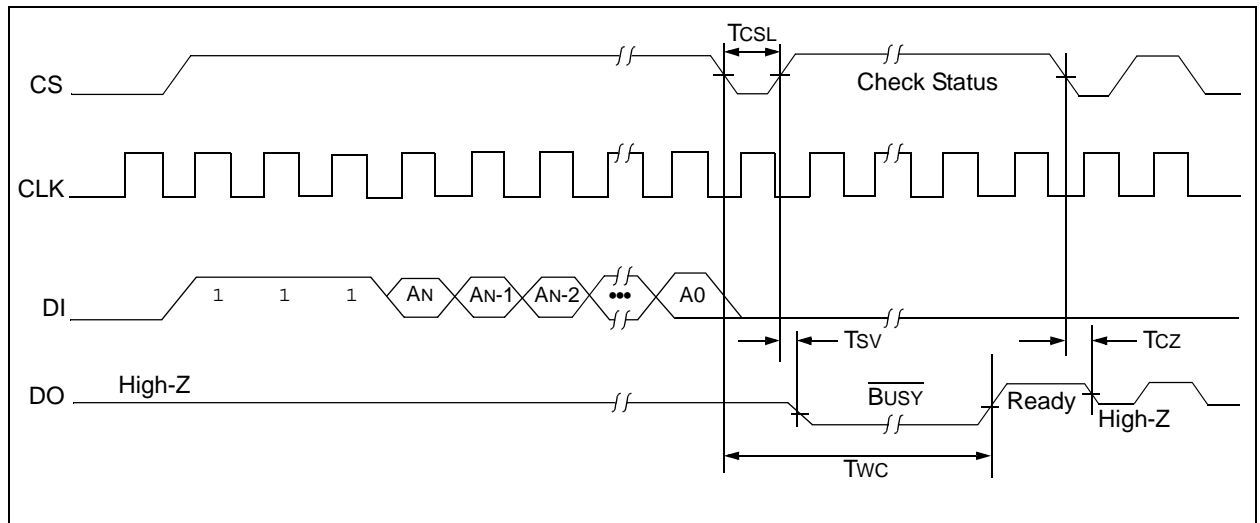 TCSL
CS
Check Status
CLK
DI
1 1 1 AN AN-1 AN-2 ••• A0
TSV
TCZ
DO
High-Z
BUSY
Ready
High-Z
TWC